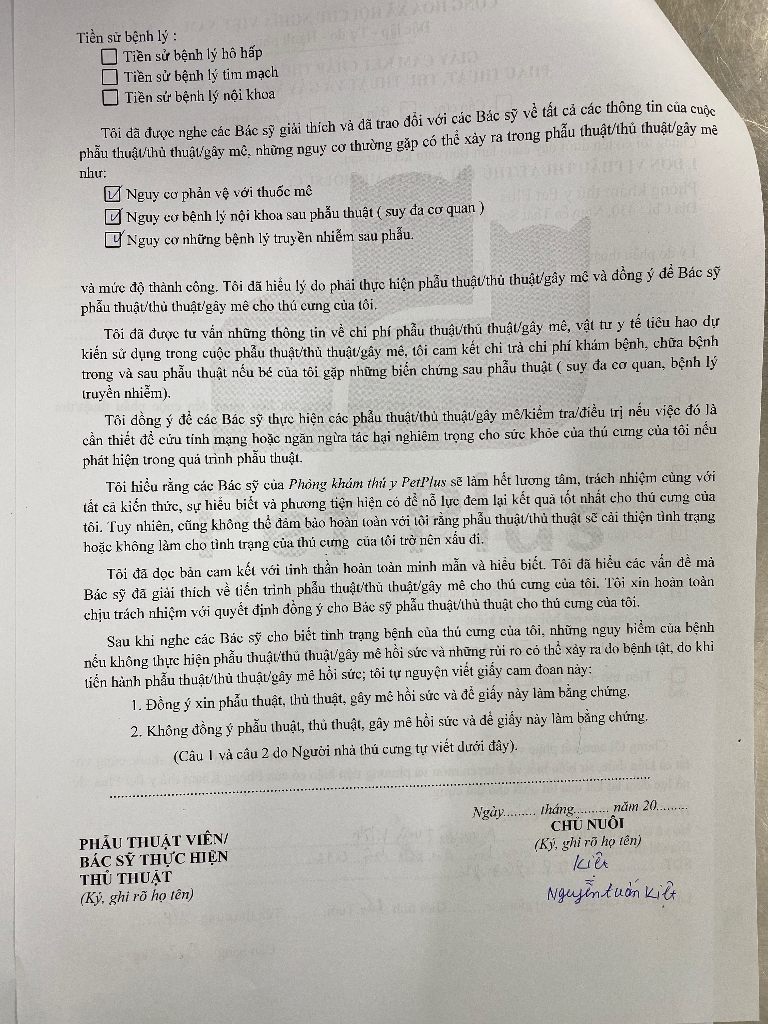 Tiền sử bệnh lý :
Tiền sử bệnh lý hô hấp
Tiền sử bệnh lý tim mạch
Tiền sử bệnh lý nội khoa
Tôi đã được nghe các Bác sỹ giải thích và đã trao đổi với các Bác sỹ về tất cả các thông tin của cuộc
phẫu thuật/thủ thuật/gây mê, những nguy cơ thường gặp có thể xảy ra trong phẫu thuật/thủ thuật/gây mê
như:
Nguy cơ phản vệ với thuốc mê
Nguy cơ bệnh lý nội khoa sau phẫu thuật ( suy đa cơ quan )
Nguy cơ những bệnh lý truyền nhiễm sau phẫu.
và mức độ thành công. Tôi đã hiểu lý do phải thực hiện phẫu thuật/thủ thuật/gây mê và đồng ý để Bác sỹ
phẫu thuật/thủ thuật/gây mê cho thú cưng của tôi.
Tôi đã được tư vấn những thông tin về chi phí phẫu thuật/thủ thuật/gây mê, vật tư y tế tiêu hao dự
kiến sử dụng trong cuộc phẫu thuật/thủ thuật/gây mê, tôi cam kết chi trả chi phí khám bệnh, chữa bệnh
trong và sau phẫu thuật nếu bé của tôi gặp những biến chứng sau phẫu thuật ( suy đa cơ quan, bệnh lý
truyền nhiễm).
Tôi đồng ý để các Bác sỹ thực hiện các phẫu thuật/thủ thuật/gây mê/kiểm tra/điều trị nếu việc đó là
cần thiết để cứu tính mạng hoặc ngăn ngừa tác hại nghiêm trọng cho sức khỏe của thú cưng của tôi nếu
phát hiện trong quá trình phẫu thuật.
Tôi hiểu rằng các Bác sỹ của Phòng khám thú y PetPlus sẽ làm hết lương tâm, trách nhiệm cùng với
tất cả kiến thức, sự hiểu biết và phương tiện hiện có để nỗ lực đem lại kết quả tốt nhất cho thú cưng của
tôi. Tuy nhiên, cũng không thể đảm bảo hoàn toàn với tôi rằng phẫu thuật/thủ thuật sẽ cải thiện tình trạng
hoặc không làm cho tình trạng của thú cưng của tôi trở nên xấu đi.
Tôi đã đọc bản cam kết với tinh thần hoàn toàn minh mẫn và hiểu biết. Tôi đã hiểu các vấn đề mà
Bác sỹ đã giải thích về tiến trình phẫu thuật/thủ thuật/gây mê cho thú cưng của tôi. Tôi xin hoàn toàn
chịu trách nhiệm với quyết định đồng ý cho Bác sỹ phẫu thuật/thủ thuật cho thú cưng của tôi.
Sau khi nghe các Bác sỹ cho biết tình trạng bệnh của thú cưng của tôi, những nguy hiểm của bệnh
nếu không thực hiện phẫu thuật/thủ thuật/gây mê hồi sức và những rủi ro có thể xảy ra do bệnh tật, do khi
tiến hành phẫu thuật/thủ thuật/gây mê hồi sức; tôi tự nguyện viết giấy cam đoan này:
1. Đồng ý xin phẫu thuật, thủ thuật, gây mê hồi sức và để giấy này làm bằng chứng.
2. Không đồng ý phẫu thuật, thủ thuật, gây mê hồi sức và để giấy này làm bằng chứng.
(Câu 1 và câu 2 do Người nhà thú cưng tự viết dưới đây).
Ngày......... tháng.......... năm 20.........
PHẪU THUẬT VIÊN/
BÁC SỸ THỰC HIỆN
THỦ THUẬT
(Ký, ghi rõ họ tên)
CHỦ NUÔI
(Ký, ghi rõ họ tên)
Kiệt
Nguyễn tuấn Kiệt